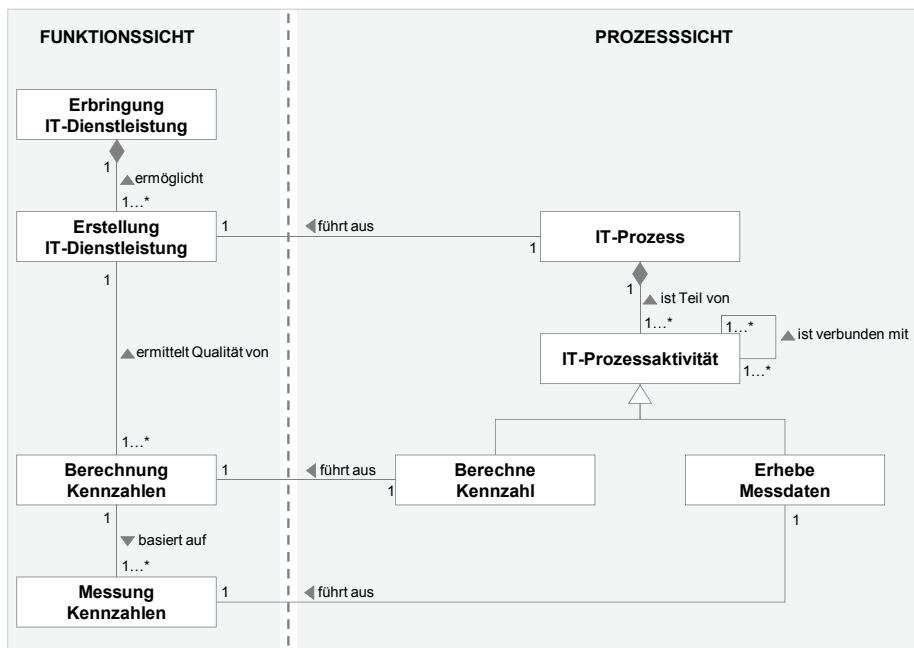 FUNKTIONSSICHT
PROZESSSICHT
Erbringung
IT-Dienstleistung
1
ermöglicht
1…*
Erstellung
IT-Dienstleistung
1
führt aus
1
IT-Prozess
1
1
ist Teil von
1…*
1…*
ist verbunden mit
IT-Prozessaktivität
1…*
ermittelt Qualität von
1…*
Berechnung
Kennzahlen
1
führt aus
1
Berechne
Kennzahl
Erhebe
Messdaten
1
1
basiert auf
1…*
Messung
Kennzahlen
1
führt aus